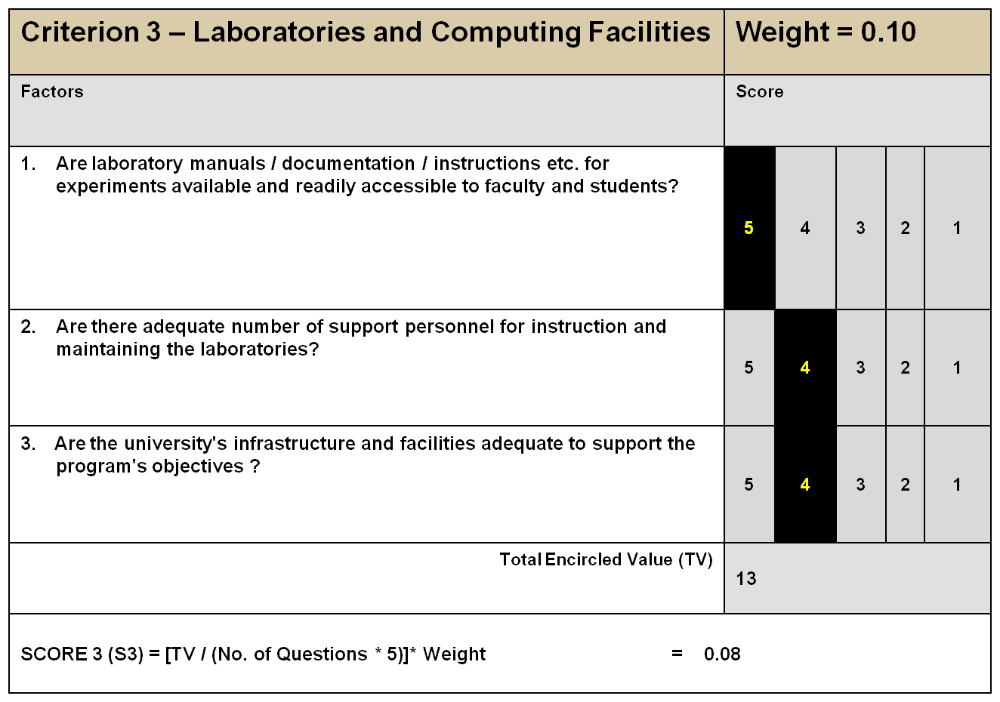 Criterion 3 – Laboratories and Computing Facilities Weight = 0.10
Factors Score
1. Are laboratory manuals / documentation / instructions etc. for
experiments available and readily accessible to faculty and students?
5 4 3 2 1
2. Are there adequate number of support personnel for instruction and
maintaining the laboratories?
5 4 3 2 1
3. Are the university's infrastructure and facilities adequate to support the
program's objectives ?
5 4 3 2 1
Total Encircled Value (TV)
13
SCORE 3 (S3) = [TV / (No. of Questions * 5)]* Weight = 0.08